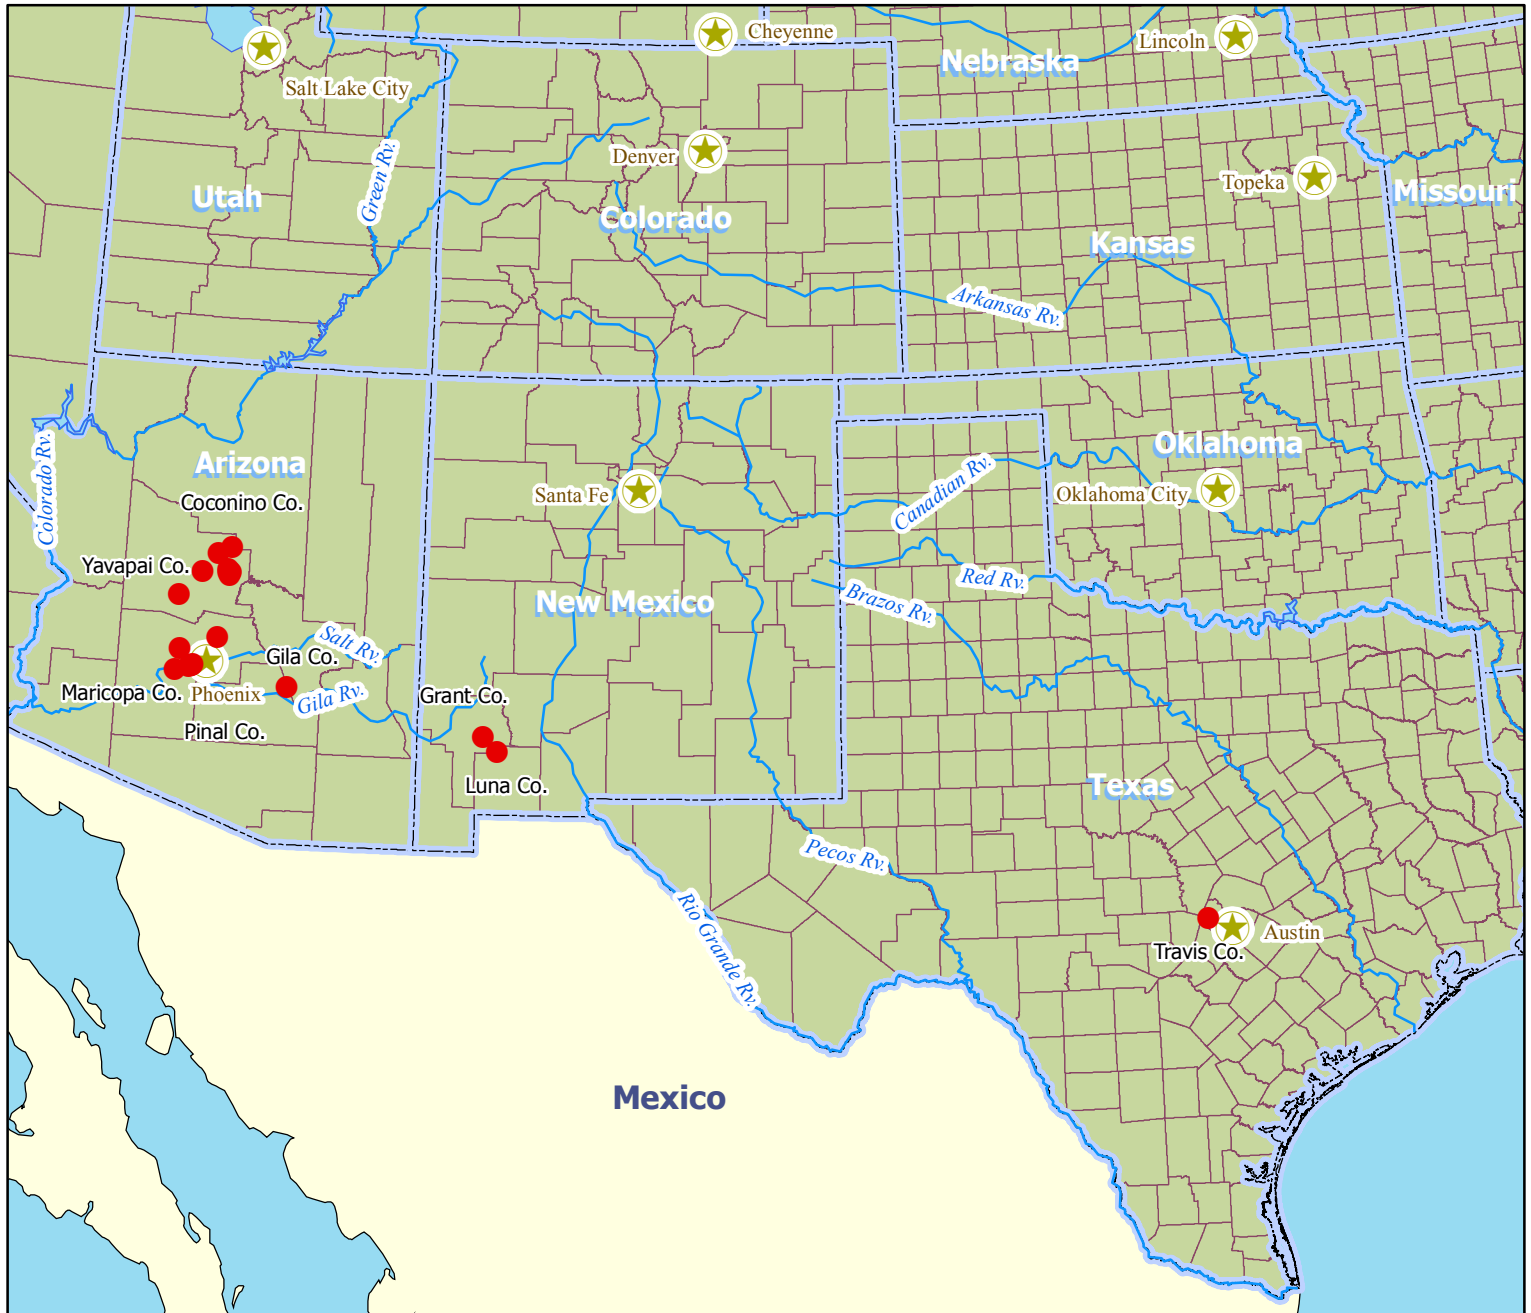 Cheyenne
Lincoln
Nebraska
Salt Lake City
Denver
Topeka
Missouri
Green Rv.
Utah
Colorado
Kansas
Arkansas Rv.
Colorado Rv.
Arizona
Oklahoma
Coconino Co.
Santa Fe
Canadian Rv.
Oklahoma City
Yavapai Co.
Red Rv.
Brazos Rv.
New Mexico
Salt Rv.
Gila Co.
Maricopa Co.
Phoenix
Gila Rv.
Grant Co.
Pinal Co.
Luna Co.
Texas
Pecos Rv.
Rio Grande Rv.
Austin
Travis Co.
Mexico